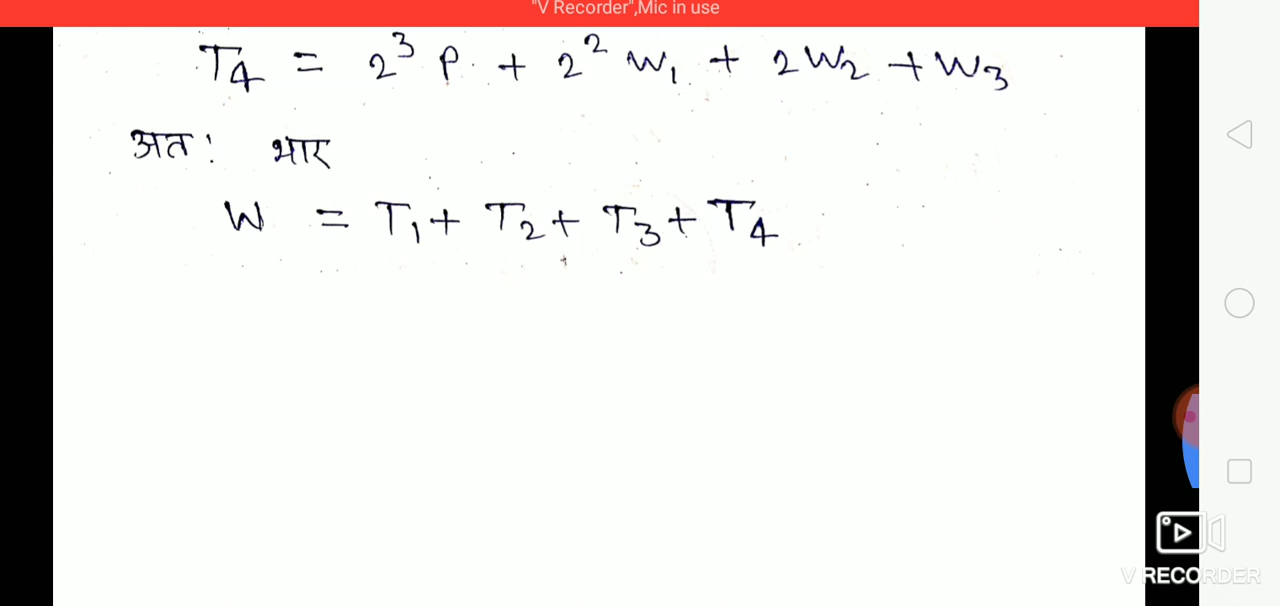 "V Recorder",Mic in use
T₄ = 2³ P. + 2² W₁ + 2W₂ + W₃
अत: भार
W = T₁ + T₂ + T₃ + T₄
V RECORDER